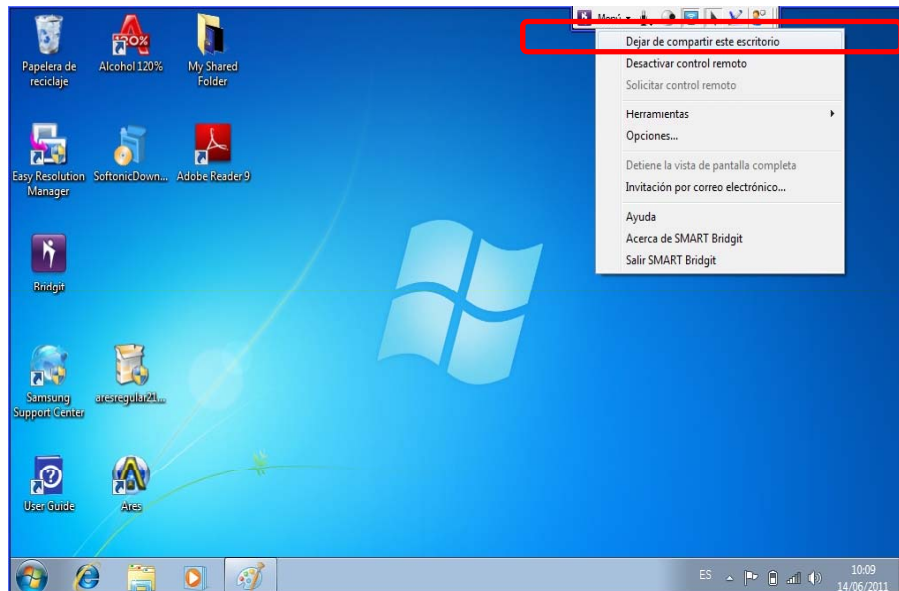 Menú
Dejar de compartir este escritorio
Desactivar control remoto
Solicitar control remoto
Herramientas
Opciones...
Detiene la vista de pantalla completa
Invitación por correo electrónico...
Ayuda
Acerca de SMART Bridgit
Salir SMART Bridgit
Papelera de
reciclaje
Alcohol 120%
My Shared
Folder
Easy Resolution
Manager
SoftonicDown...
Adobe Reader 9
Bridgit
Samsung
Support Center
aresregular21...
User Guide
Ares
ES
10:09
14/06/2011